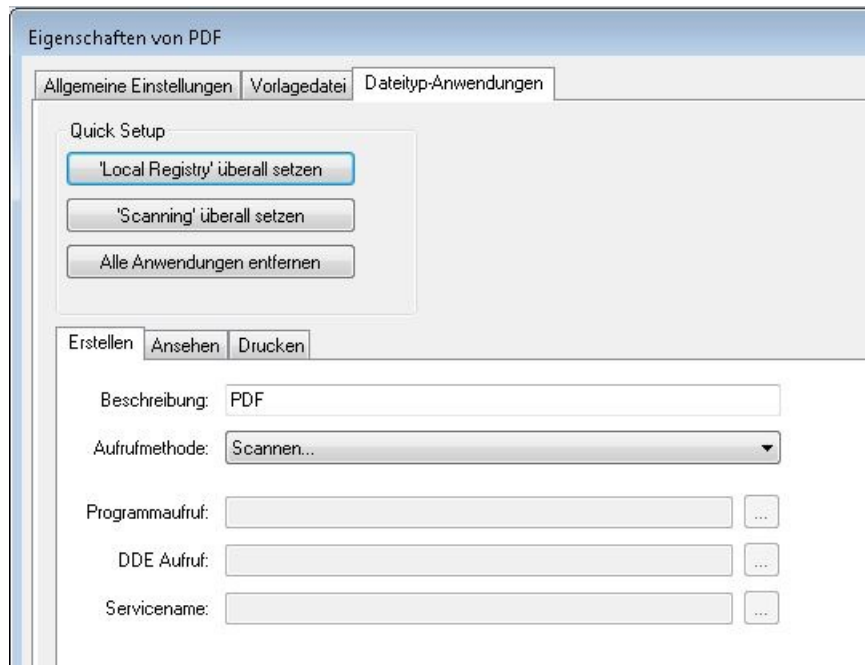 Eigenschaften von PDF
Allgemeine Einstellungen Vorlagedatei Dateityp-Anwendungen
Quick Setup
'Local Registry' überall setzen
'Scanning' überall setzen
Alle Anwendungen entfernen
Erstellen Ansehen Drucken
Beschreibung: PDF
Aufrufmethode: Scannen...
Programmaufruf: ...
DDE Aufruf: ...
Servicename: ...